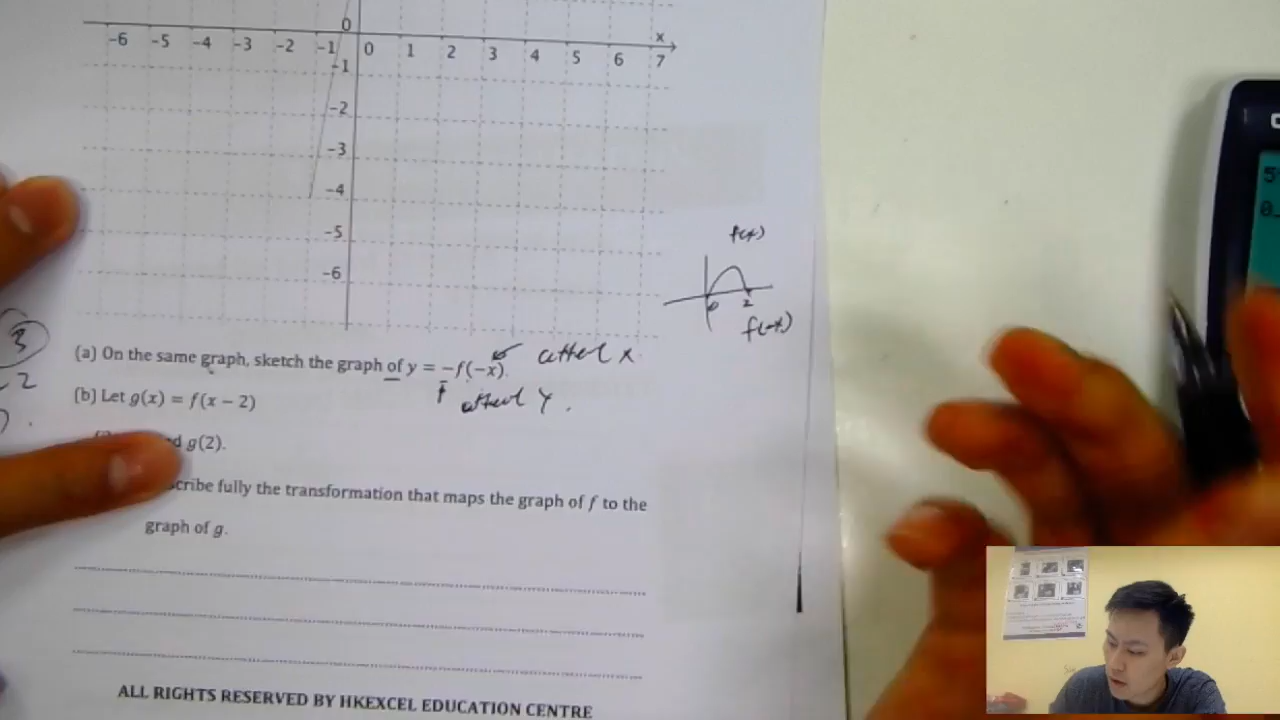 0 x
-6 -5 -4 -3 -2 -1 0 1 2 3 4 5 6 7
-1
-2
-3
-4
-5
-6
f(x)
0 2
f(-x)
3
-2
(a) On the same graph, sketch the graph of y = -f(-x). affect x.
affect y.
(b) Let g(x) = f(x - 2)
g(2).
fully the transformation that maps the graph of f to the
graph of g.
ALL RIGHTS RESERVED BY HKEXCEL EDUCATION CENTRE